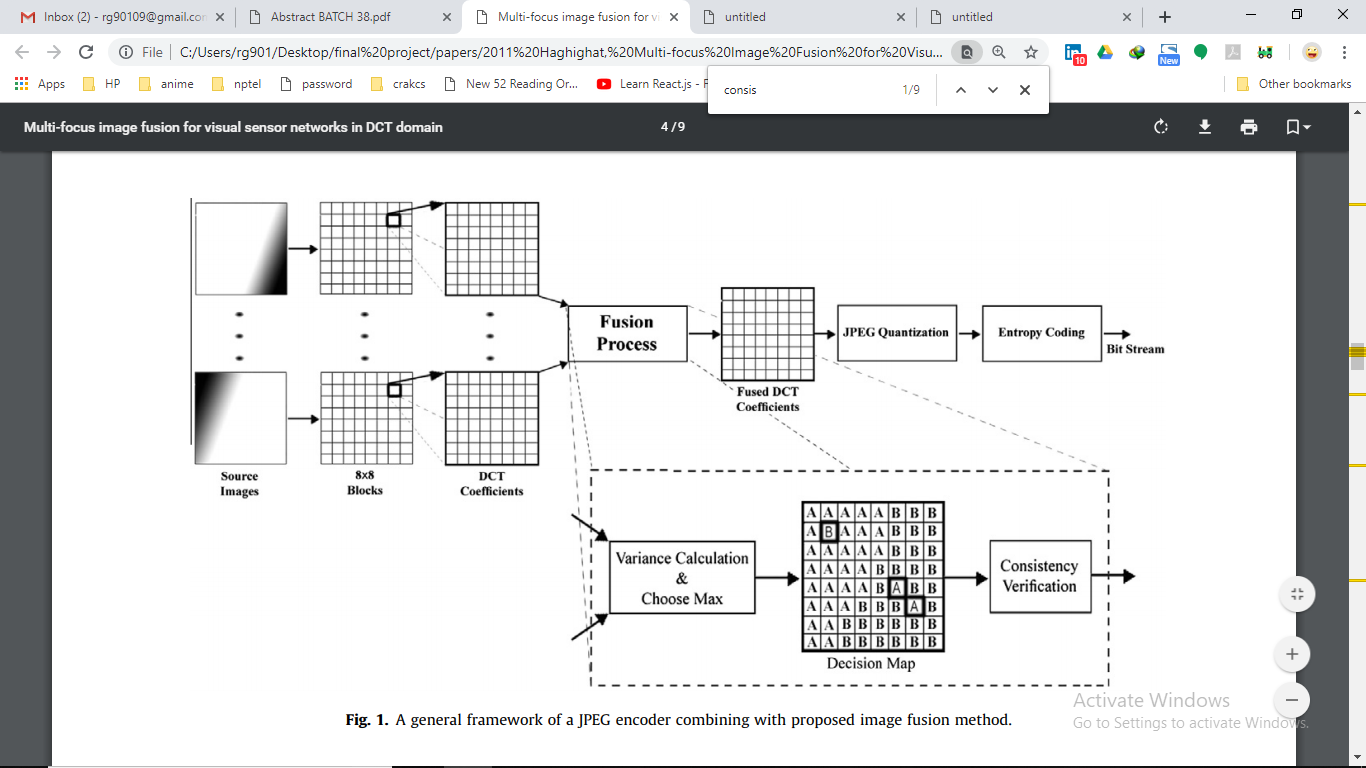 Inbox (2) - rg90109@gmail.co
Abstract BATCH 38.pdf
Multi-focus image fusion for vi
untitled
untitled
File
C:/Users/rg901/Desktop/final%20project/papers/2011%20Haghighat,%20Multi-focus%20Image%20Fusion%20for%20Visu...
10
New
Apps
HP
anime
nptel
password
crakcs
New 52 Reading Or...
Learn React.js - F
Other bookmarks
consis
1/9
Multi-focus image fusion for visual sensor networks in DCT domain
4 / 9
Source
Images
8x8
Blocks
DCT
Coefficients
Fusion
Process
Fused DCT
Coefficients
JPEG Quantization
Entropy Coding
Bit Stream
Variance Calculation
&
Choose Max
A A A A A B B B
A B A A A B B B
A A A A A B B B
A A A A B B B B
A A A A B A B B
A A A B B B A B
A A B B B B B B
A A B B B B B B
Decision Map
Consistency
Verification
Fig. 1. A general framework of a JPEG encoder combining with proposed image fusion method.
Activate Windows
Go to Settings to activate Windows.